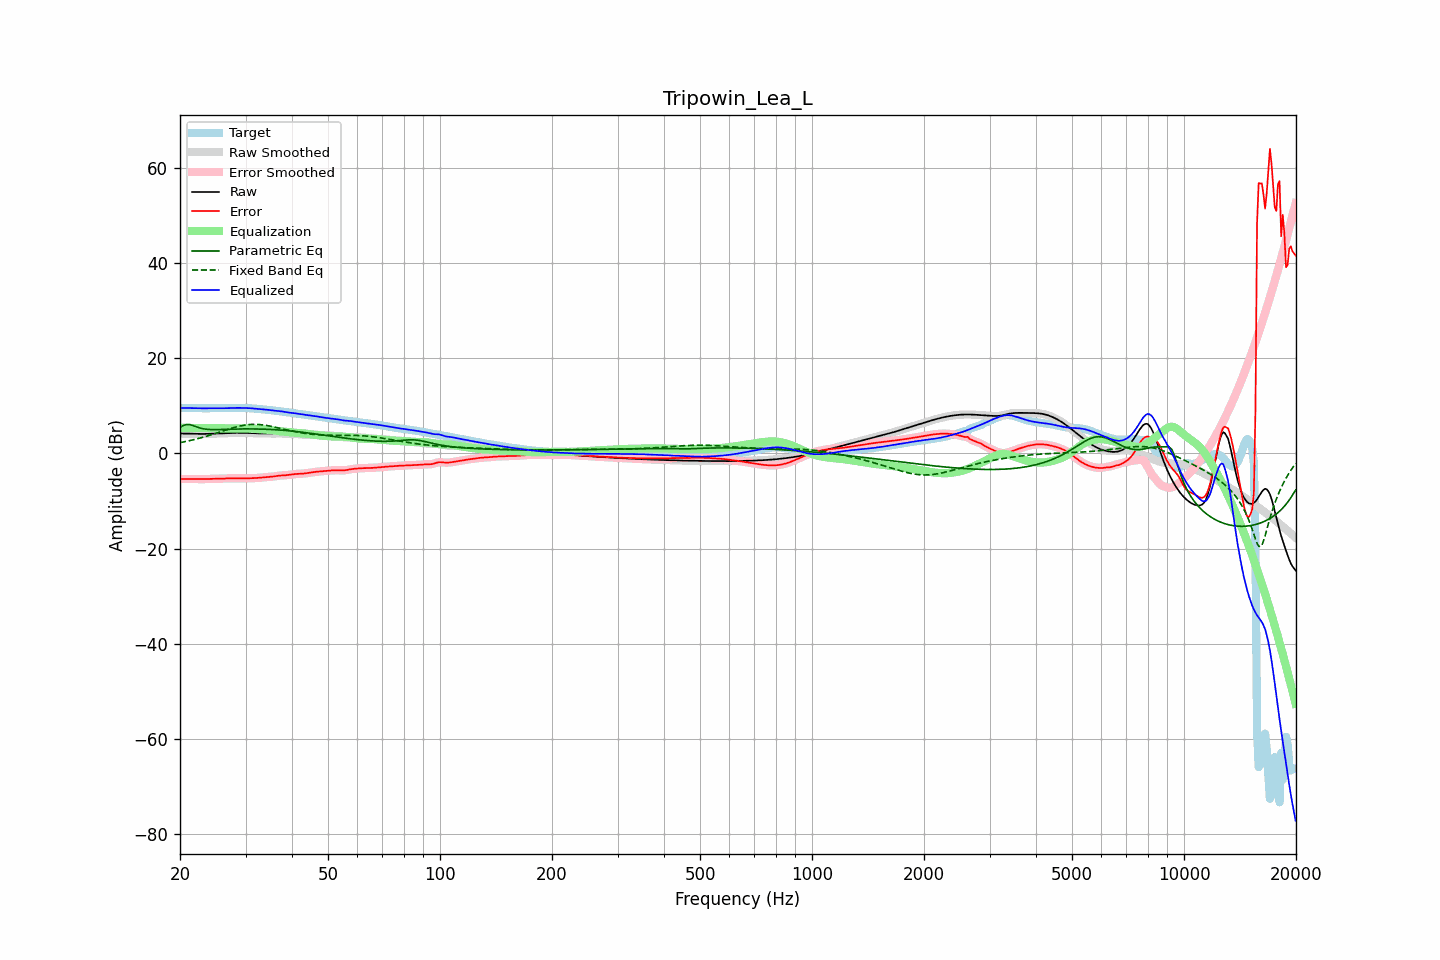 Tripowin_Lea_L
Target
Raw Smoothed
Error Smoothed
Raw
Error
Equalization
Parametric Eq
Fixed Band Eq
Equalized
60
40
20
0
−20
−40
−60
−80
Amplitude (dBr)
20 50 100 200 500 1000 2000 5000 10000 20000
Frequency (Hz)